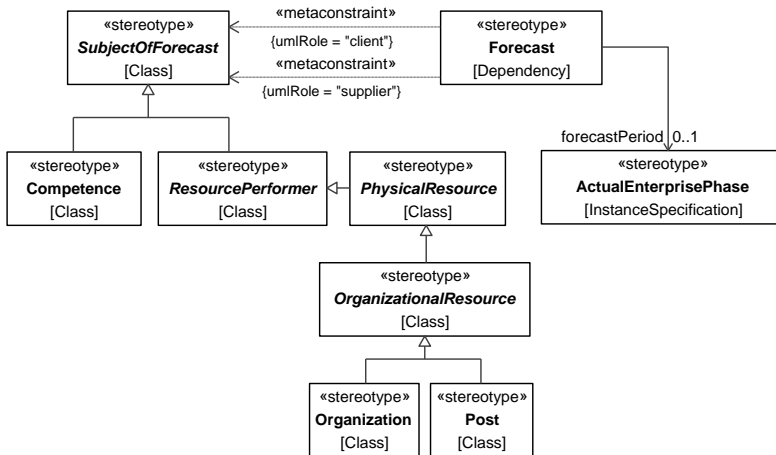 «stereotype»
SubjectOfForecast
[Class]
«metaconstraint»
{umlRole = "client"}
«metaconstraint»
{umlRole = "supplier"}
«stereotype»
Forecast
[Dependency]
forecastPeriod 0..1
«stereotype»
Competence
[Class]
«stereotype»
ResourcePerformer
[Class]
«stereotype»
PhysicalResource
[Class]
«stereotype»
ActualEnterprisePhase
[InstanceSpecification]
«stereotype»
OrganizationalResource
[Class]
«stereotype»
Organization
[Class]
«stereotype»
Post
[Class]